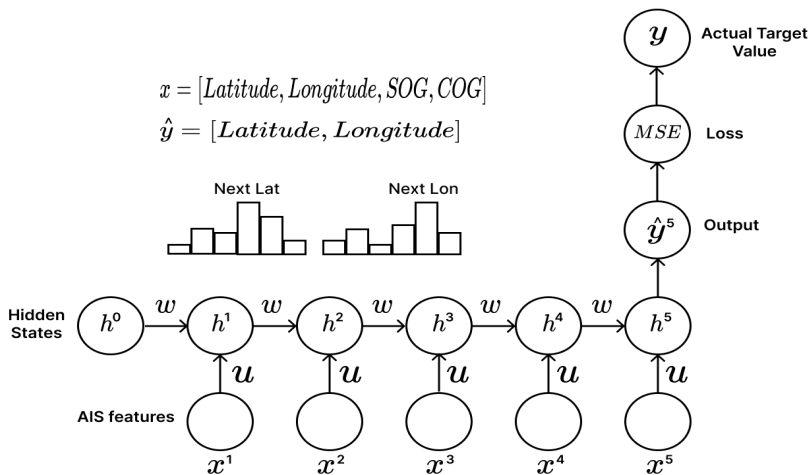 y
Actual Target
Value
x = [Latitude, Longitude, SOG, COG]
ŷ = [Latitude, Longitude]
MSE
Loss
Next Lat
Next Lon
ŷ⁵
Output
Hidden
States
h⁰ w h¹ w h² w h³ w h⁴ w h⁵
u u u u u
AIS features
x¹ x² x³ x⁴ x⁵